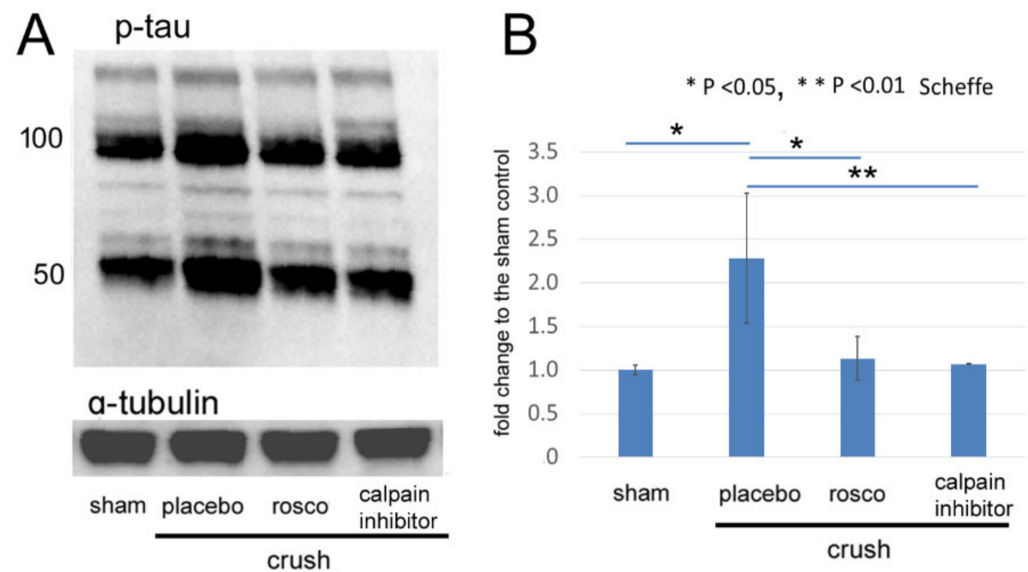 A
p-tau
100
50
α-tubulin
sham
placebo
rosco
calpain
inhibitor
crush
B
* P <0.05, * * P <0.01 Scheffe
*
*
**
fold change to the sham control
3.5
3.0
2.5
2.0
1.5
1.0
0.5
.0
sham
placebo
rosco
calpain
inhibitor
crush